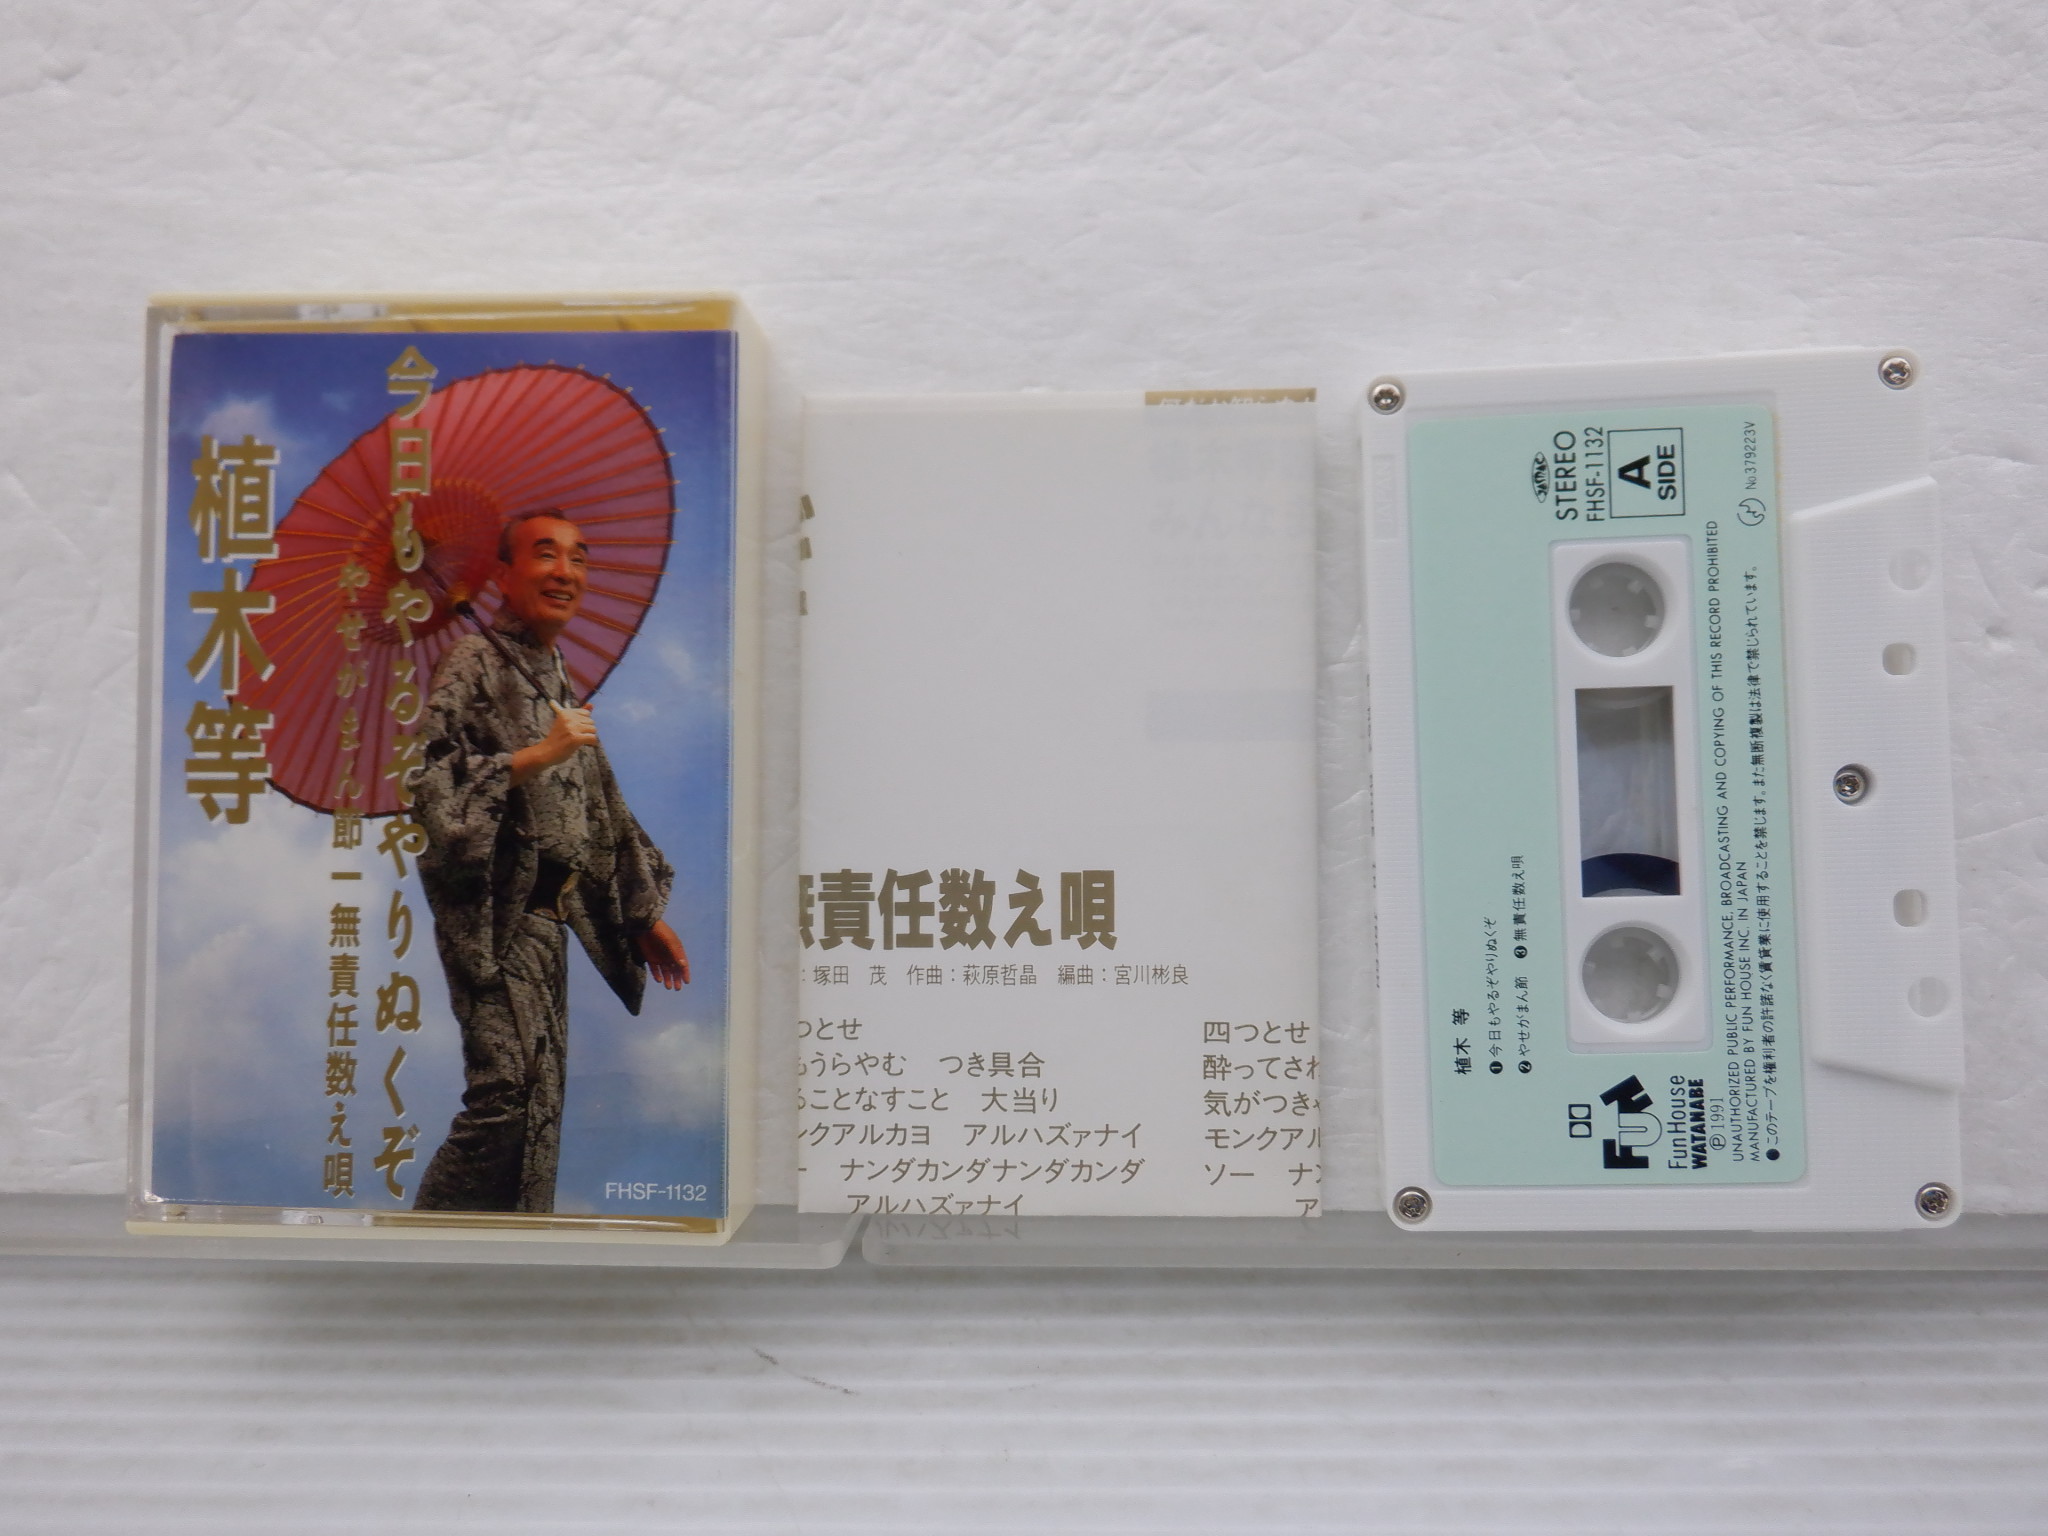 植木等
今日もやるぞやりぬくぞ
やせがまん節ー無責任数え唄
FHSF-1132
無責任数え唄
：塚田　茂　作曲：萩原哲晶　編曲：宮川彬良
つとせ
もうらやむ　つき具合
ことなすこと　大当り
ンクアルカヨ　アルハズァナイ
ー　ナンダカンダナンダカンダ
アルハズァナイ
四つとせ
酔ってされ
気がつき
モンクアル
ソー　ナン
ア
植木 等
❶今日もやるぞやりぬくぞ
❷やせがまん節 ❸無責任数え唄
JASRAC
STEREO
FHSF-1132
A
SIDE
No379223V
FUN
Fun House
WATANABE
Ⓟ1991
UNAUTHORIZED PUBLIC PERFORMANCE, BROADCASTING AND COPYING OF THIS RECORD PROHIBITED
MANUFACTURED BY FUN HOUSE INC. IN JAPAN
●このテープを権利者の許諾なく賃貸業に使用することを禁じます。また無断複製は法律で禁じられています。